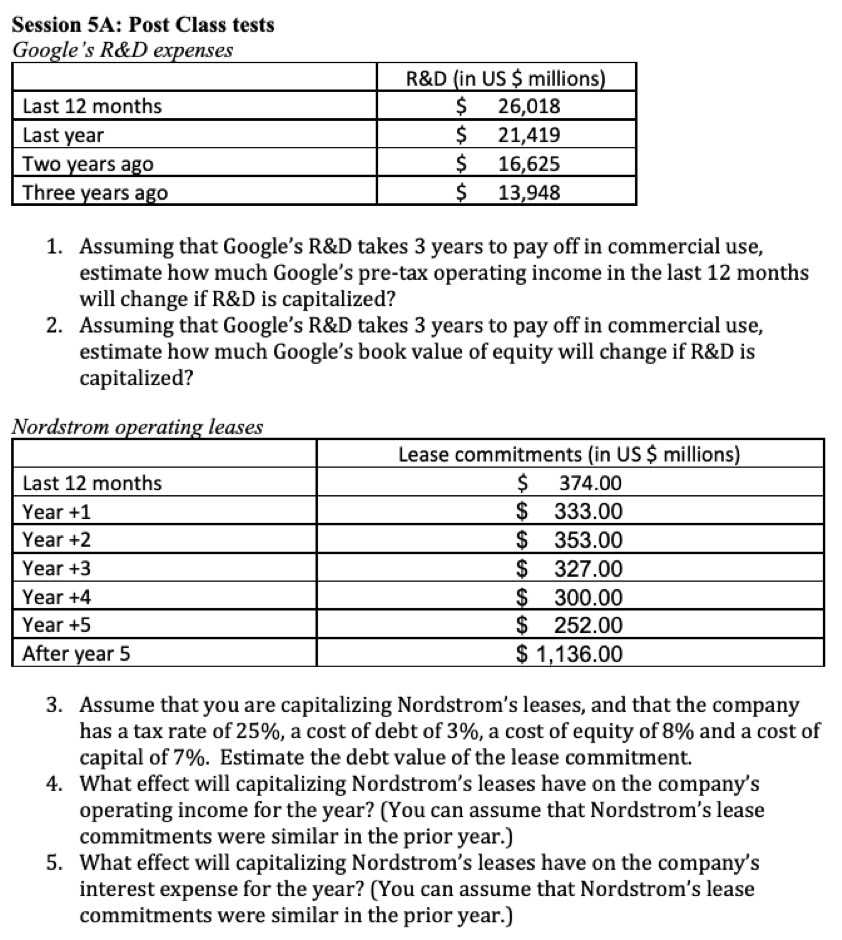 Session 5A: Post Class tests
Google's R&D expenses
R&D (in US $ millions)
Last 12 months $ 26,018
Last year $ 21,419
Two years ago $ 16,625
Three years ago $ 13,948
1. Assuming that Google's R&D takes 3 years to pay off in commercial use,
estimate how much Google's pre-tax operating income in the last 12 months
will change if R&D is capitalized?
2. Assuming that Google's R&D takes 3 years to pay off in commercial use,
estimate how much Google's book value of equity will change if R&D is
capitalized?
Nordstrom operating leases
Lease commitments (in US $ millions)
Last 12 months $ 374.00
Year +1 $ 333.00
Year +2 $ 353.00
Year +3 $ 327.00
Year +4 $ 300.00
Year +5 $ 252.00
After year 5 $ 1,136.00
3. Assume that you are capitalizing Nordstrom's leases, and that the company
has a tax rate of 25%, a cost of debt of 3%, a cost of equity of 8% and a cost of
capital of 7%. Estimate the debt value of the lease commitment.
4. What effect will capitalizing Nordstrom's leases have on the company's
operating income for the year? (You can assume that Nordstrom's lease
commitments were similar in the prior year.)
5. What effect will capitalizing Nordstrom's leases have on the company's
interest expense for the year? (You can assume that Nordstrom's lease
commitments were similar in the prior year.)